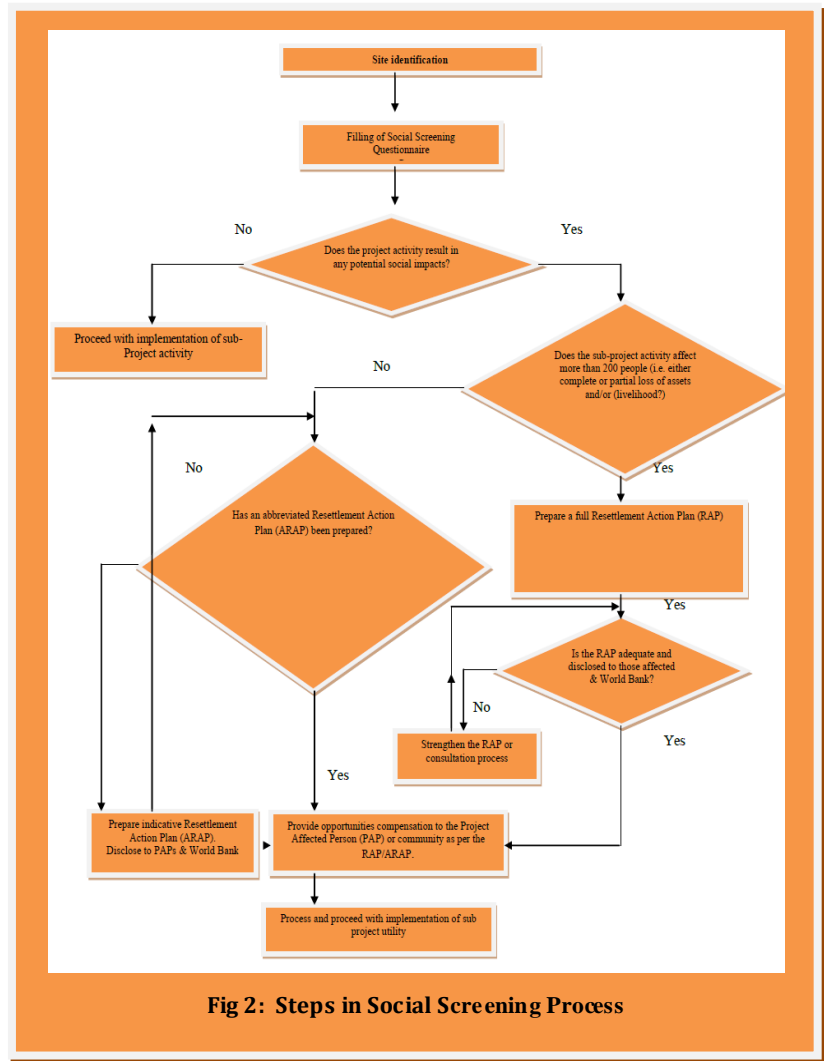 Site identification
Filling of Social Screening
Questionnaire
No
Yes
Does the project activity result in
any potential social impacts?
Proceed with implementation of sub-
Project activity
Does the sub-project activity affect
more than 200 people (i.e. either
complete or partial loss of assets
and/or (livelihood?)
No
No
Yes
Has an abbreviated Resettlement Action
Plan (ARAP) been prepared?
Prepare a full Resettlement Action Plan (RAP)
Yes
Is the RAP adequate and
disclosed to those affected
& World Bank?
No
Yes
Strengthen the RAP or
consultation process
Yes
Prepare indicative Resettlement
Action Plan (ARAP).
Disclose to PAPs & World Bank
Provide opportunities compensation to the Project
Affected Person (PAP) or community as per the
RAP/ARAP.
Process and proceed with implementation of sub
project utility
Fig 2: Steps in Social Screening Process